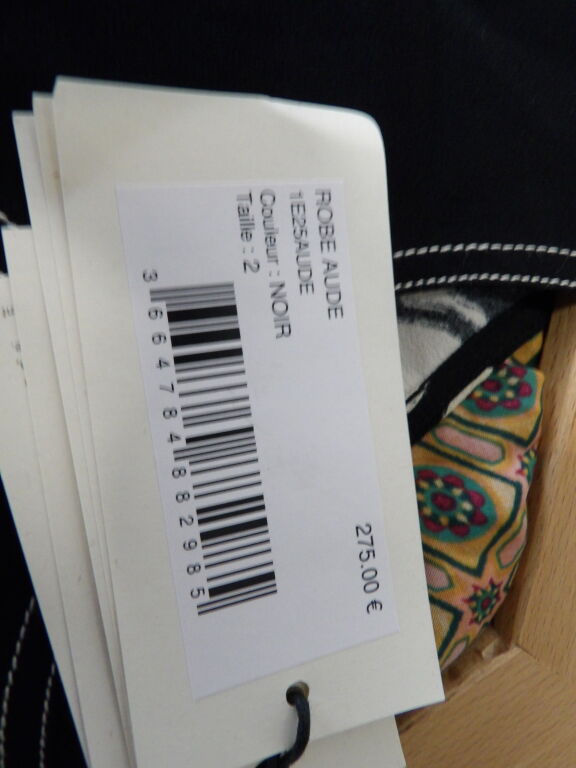 ROBE AUDE
1E25AUDE
Couleur : NOIR
Taille : 2
3 664784 882985
275.00 €